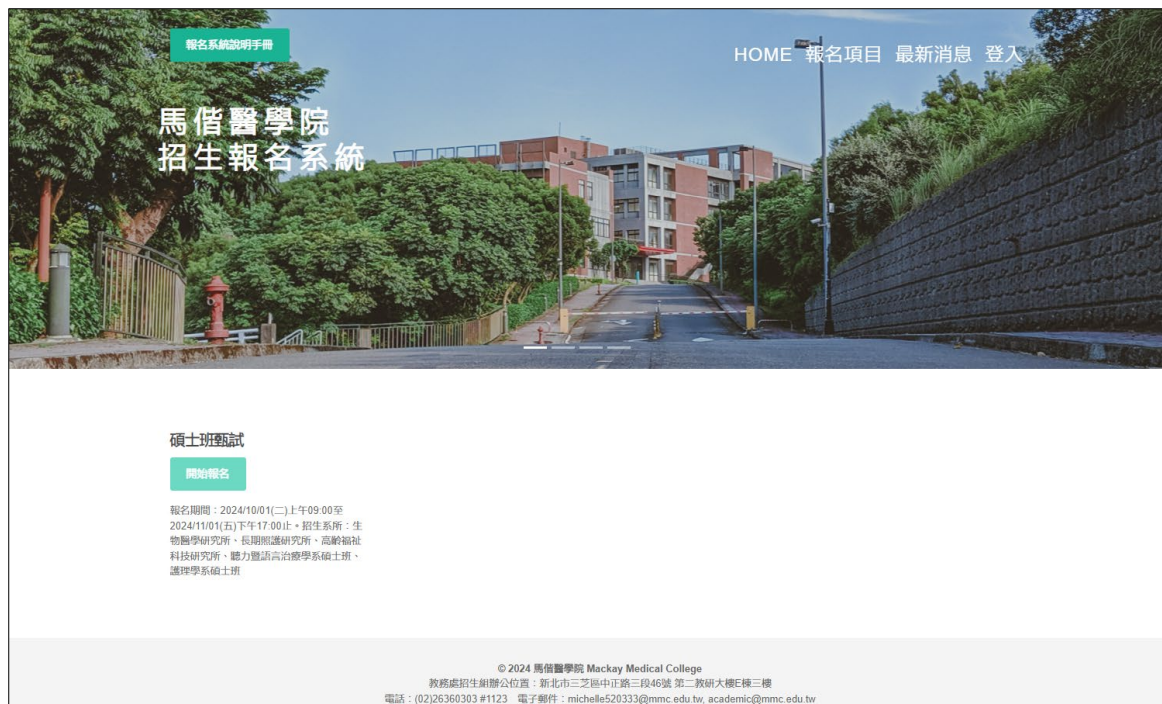 報名系統說明手冊
HOME 報名項目 最新消息 登入
馬偕醫學院
招生報名系統
碩士班甄試
開始報名
報名期間：2024/10/01(二)上午09:00至
2024/11/01(五)下午17:00止。招生系所：生
物醫學研究所、長期照護研究所、高齡福祉
科技研究所、聽力暨語言治療學系碩士班、
護理學系碩士班
© 2024 馬偕醫學院 Mackay Medical College
教務處招生組辦公位置：新北市三芝區中正路三段46號 第二教研大樓E棟三樓
電話：(02)26360303 #1123 電子郵件：michelle520333@mmc.edu.tw, academic@mmc.edu.tw